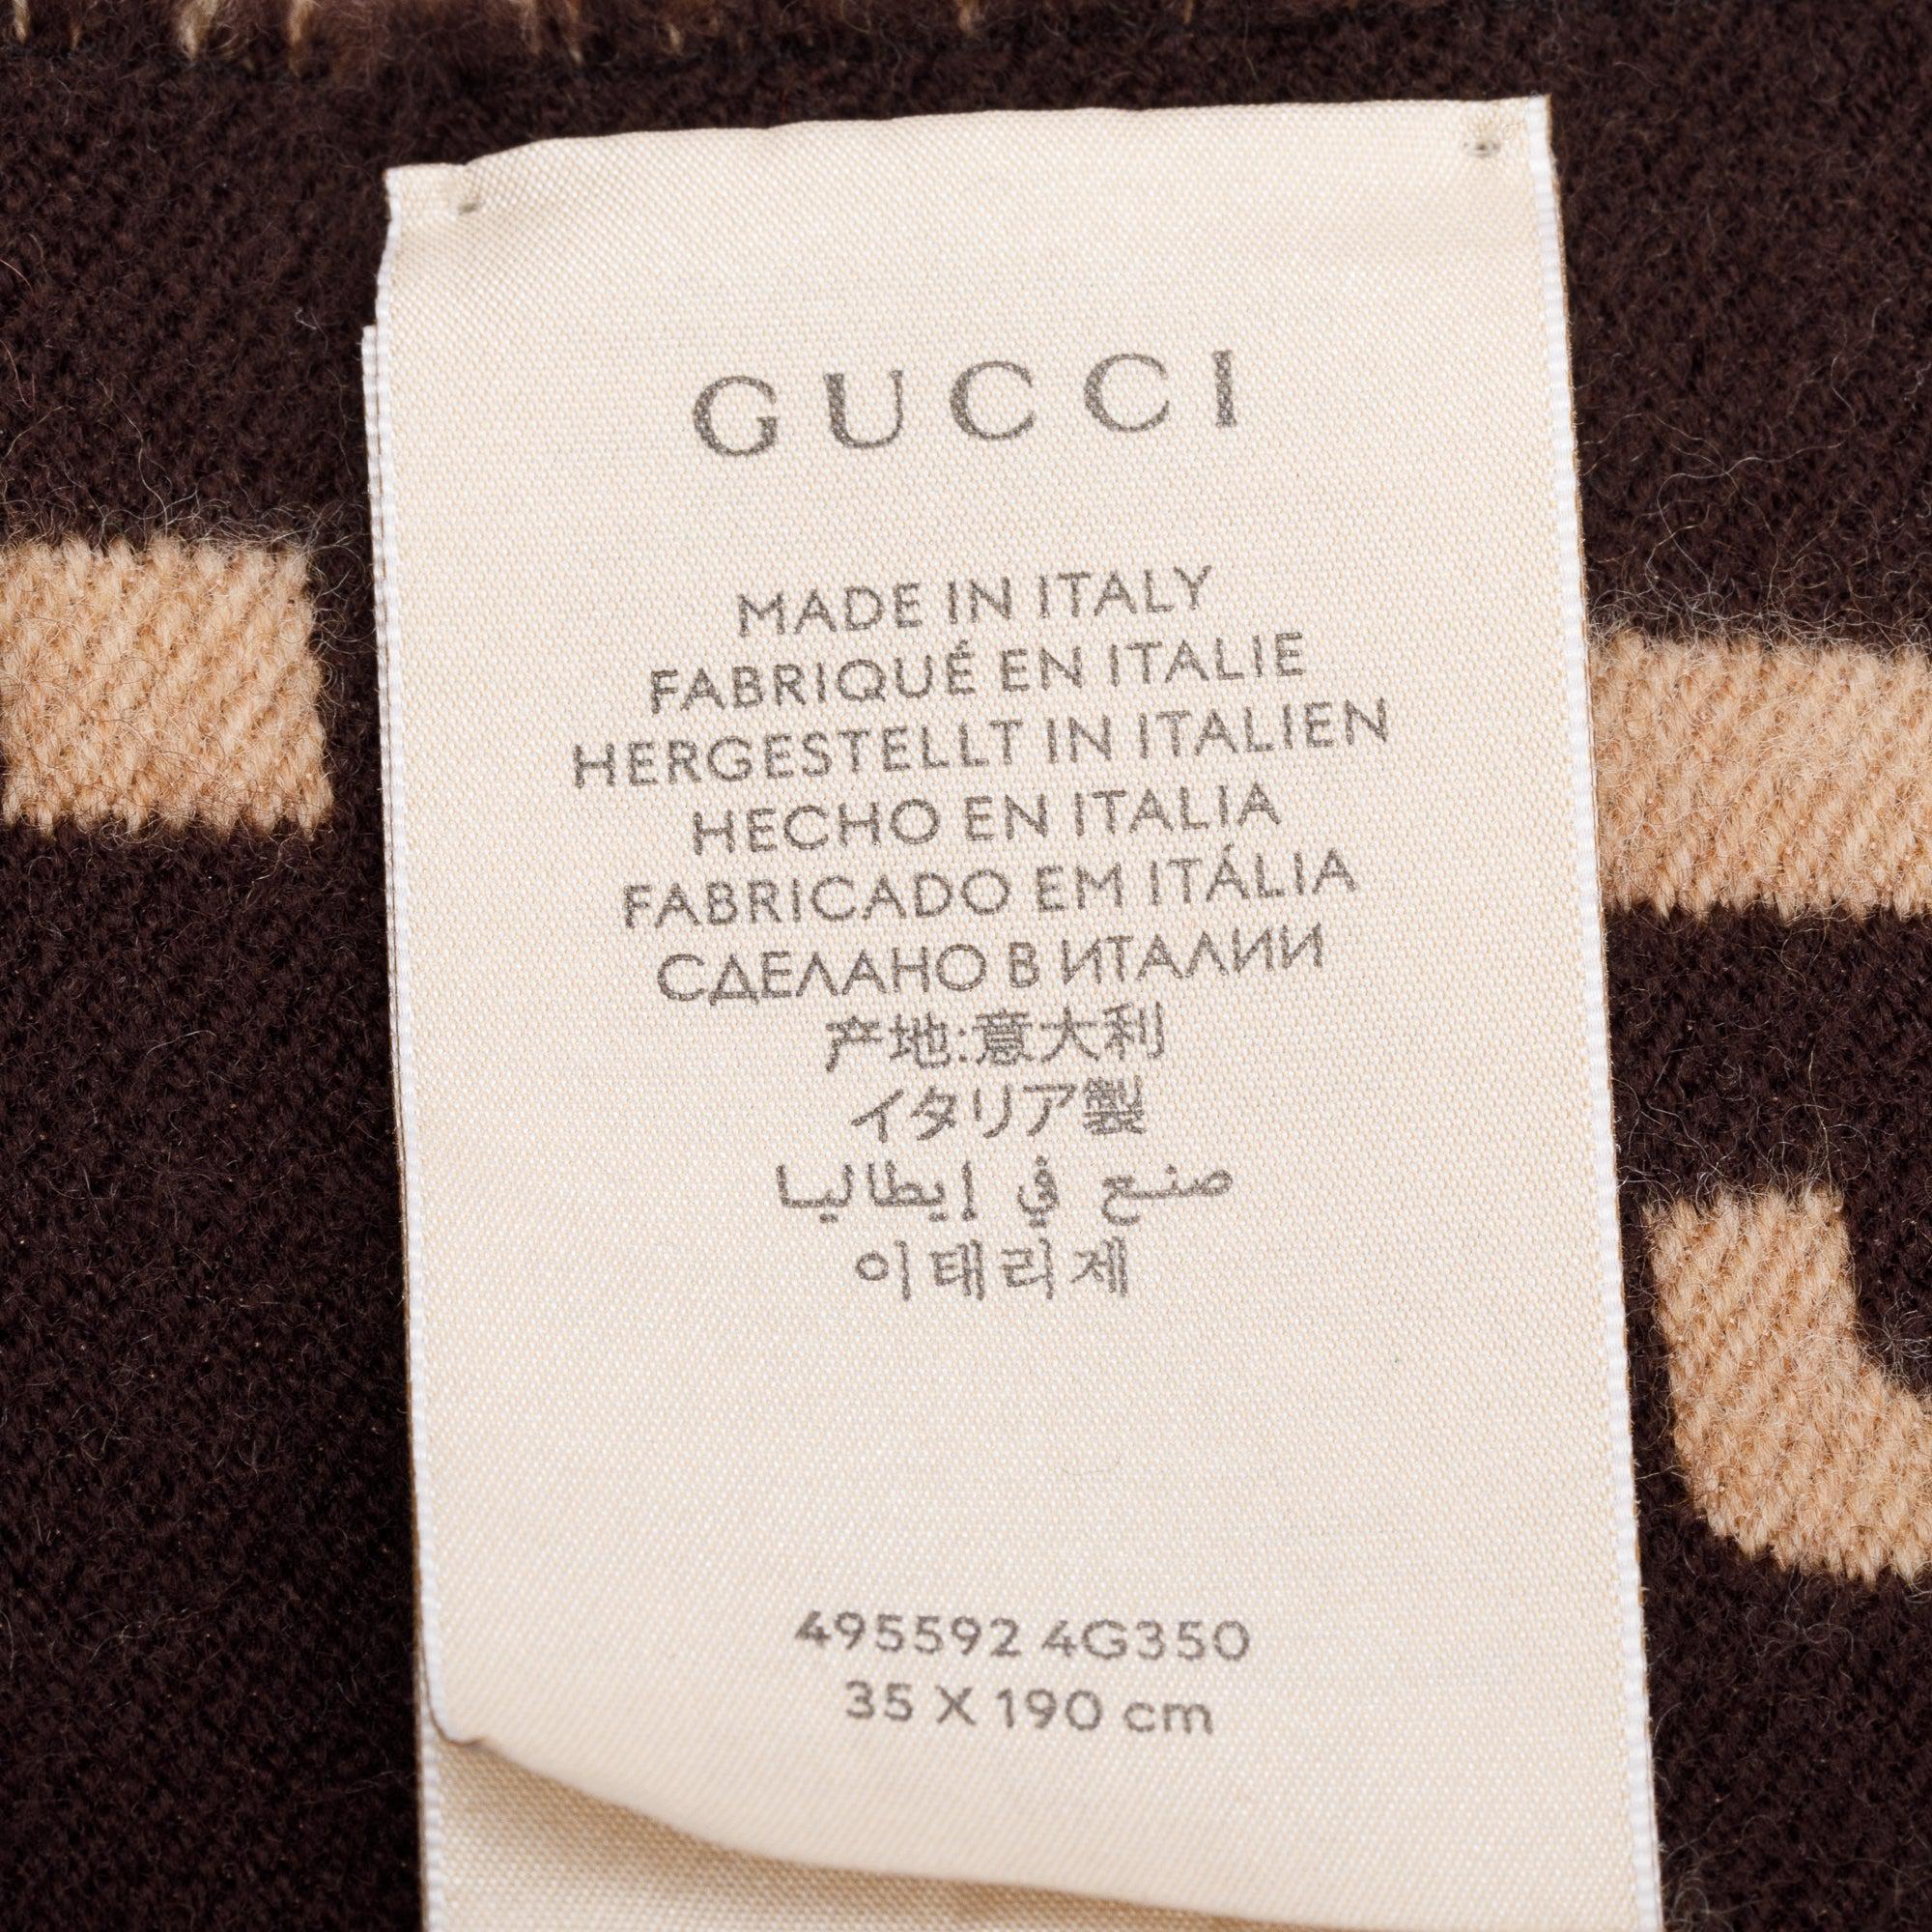 GUCCI
MADE IN ITALY
FABRIQUÉ EN ITALIE
HERGESTELLT IN ITALIEN
HECHO EN ITALIA
FABRICADO EM ITÁLIA
СДЕЛАНО В ИТАЛИИ
产地:意大利
イタリア製
صنع في إيطاليا
이태리제
495592 4G350
35 X 190 cm